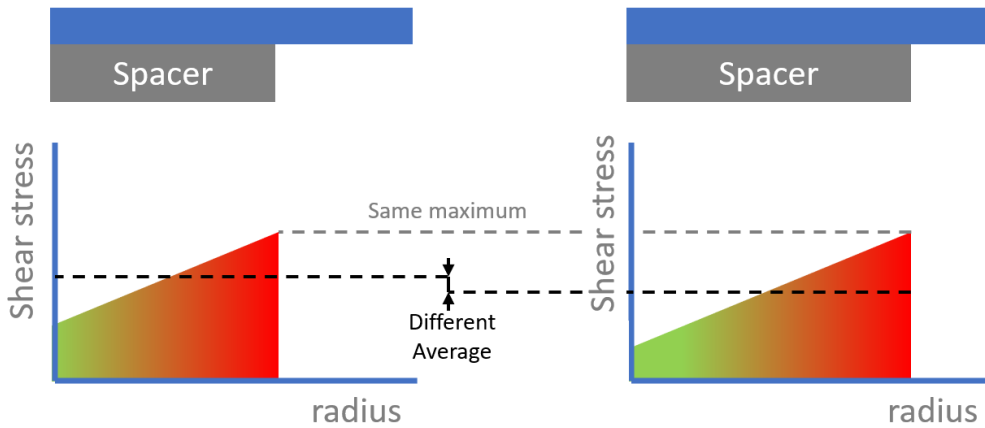 Spacer
Spacer
Shear stress
Same maximum
Shear stress
Different
Average
radius
radius